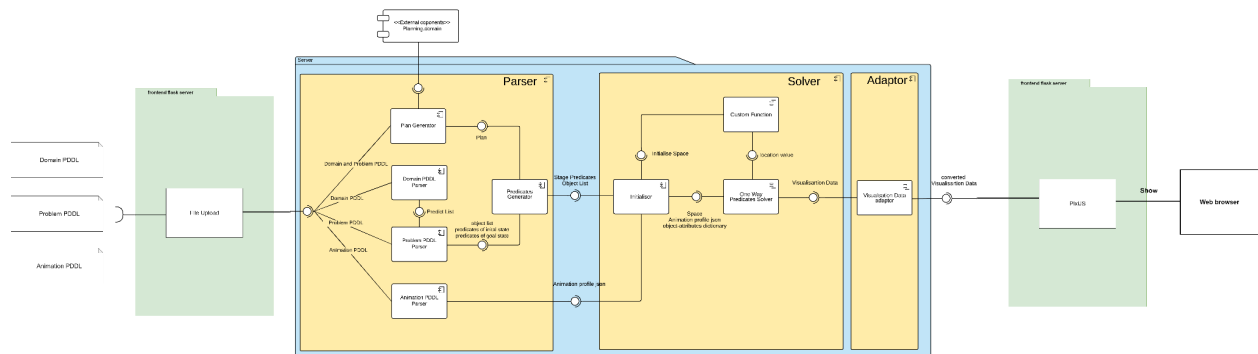 <<External oponents>>
Planning.domain
Server
Parser
Solver
Adaptor
frontend flask server
frontend flask server
Domain PDDL
Problem PDDL
Animation PDDL
File Upload
Plan Generator
Plan
Domain and Problem PDDL
Domain PDDL
Problem PDDL
Animation PDDL
Domain PDDL
Parser
Predict List
Problem PDDL
Parser
Animation PDDL
Parser
object list
predicates of inital state
predicates of goal state
Predicates
Generator
Stage Predicates
Object List
Animation profile json
Custom Function
Initialise Space
location value
Initialisor
Space
Animation profile json
object-attributes dictionary
One Way
Predicates Solver
Visualisartion Data
Visualisation Data
adaptor
converted
Visualisartion Data
PixiJS
Show
Web browser